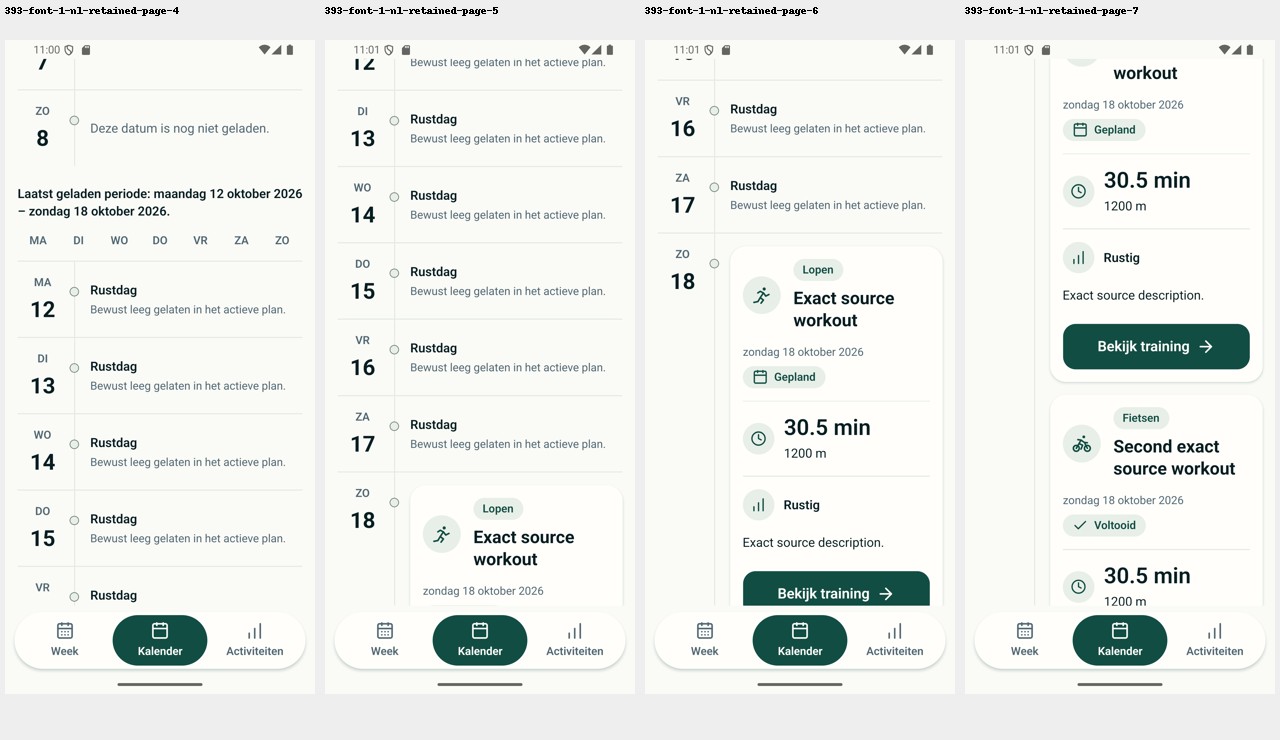 393-font-1-nl-retained-page-4
11:00
7
ZO
8
Deze datum is nog niet geladen.
Laatst geladen periode: maandag 12 oktober 2026
– zondag 18 oktober 2026.
MA DI WO DO VR ZA ZO
MA
12
Rustdag
Bewust leeg gelaten in het actieve plan.
DI
13
Rustdag
Bewust leeg gelaten in het actieve plan.
WO
14
Rustdag
Bewust leeg gelaten in het actieve plan.
DO
15
Rustdag
Bewust leeg gelaten in het actieve plan.
VR
Rustdag
Week
Kalender
Activiteiten
393-font-1-nl-retained-page-5
11:01
12
Bewust leeg gelaten in het actieve plan.
DI
13
Rustdag
Bewust leeg gelaten in het actieve plan.
WO
14
Rustdag
Bewust leeg gelaten in het actieve plan.
DO
15
Rustdag
Bewust leeg gelaten in het actieve plan.
VR
16
Rustdag
Bewust leeg gelaten in het actieve plan.
ZA
17
Rustdag
Bewust leeg gelaten in het actieve plan.
ZO
18
Lopen
Exact source
workout
zondag 18 oktober 2026
Week
Kalender
Activiteiten
393-font-1-nl-retained-page-6
11:01
VR
16
Rustdag
Bewust leeg gelaten in het actieve plan.
ZA
17
Rustdag
Bewust leeg gelaten in het actieve plan.
ZO
18
Lopen
Exact source
workout
zondag 18 oktober 2026
Gepland
30.5 min
1200 m
Rustig
Exact source description.
Bekijk training
Week
Kalender
Activiteiten
393-font-1-nl-retained-page-7
11:01
workout
zondag 18 oktober 2026
Gepland
30.5 min
1200 m
Rustig
Exact source description.
Bekijk training
Fietsen
Second exact
source workout
zondag 18 oktober 2026
Voltooid
30.5 min
1200 m
Week
Kalender
Activiteiten